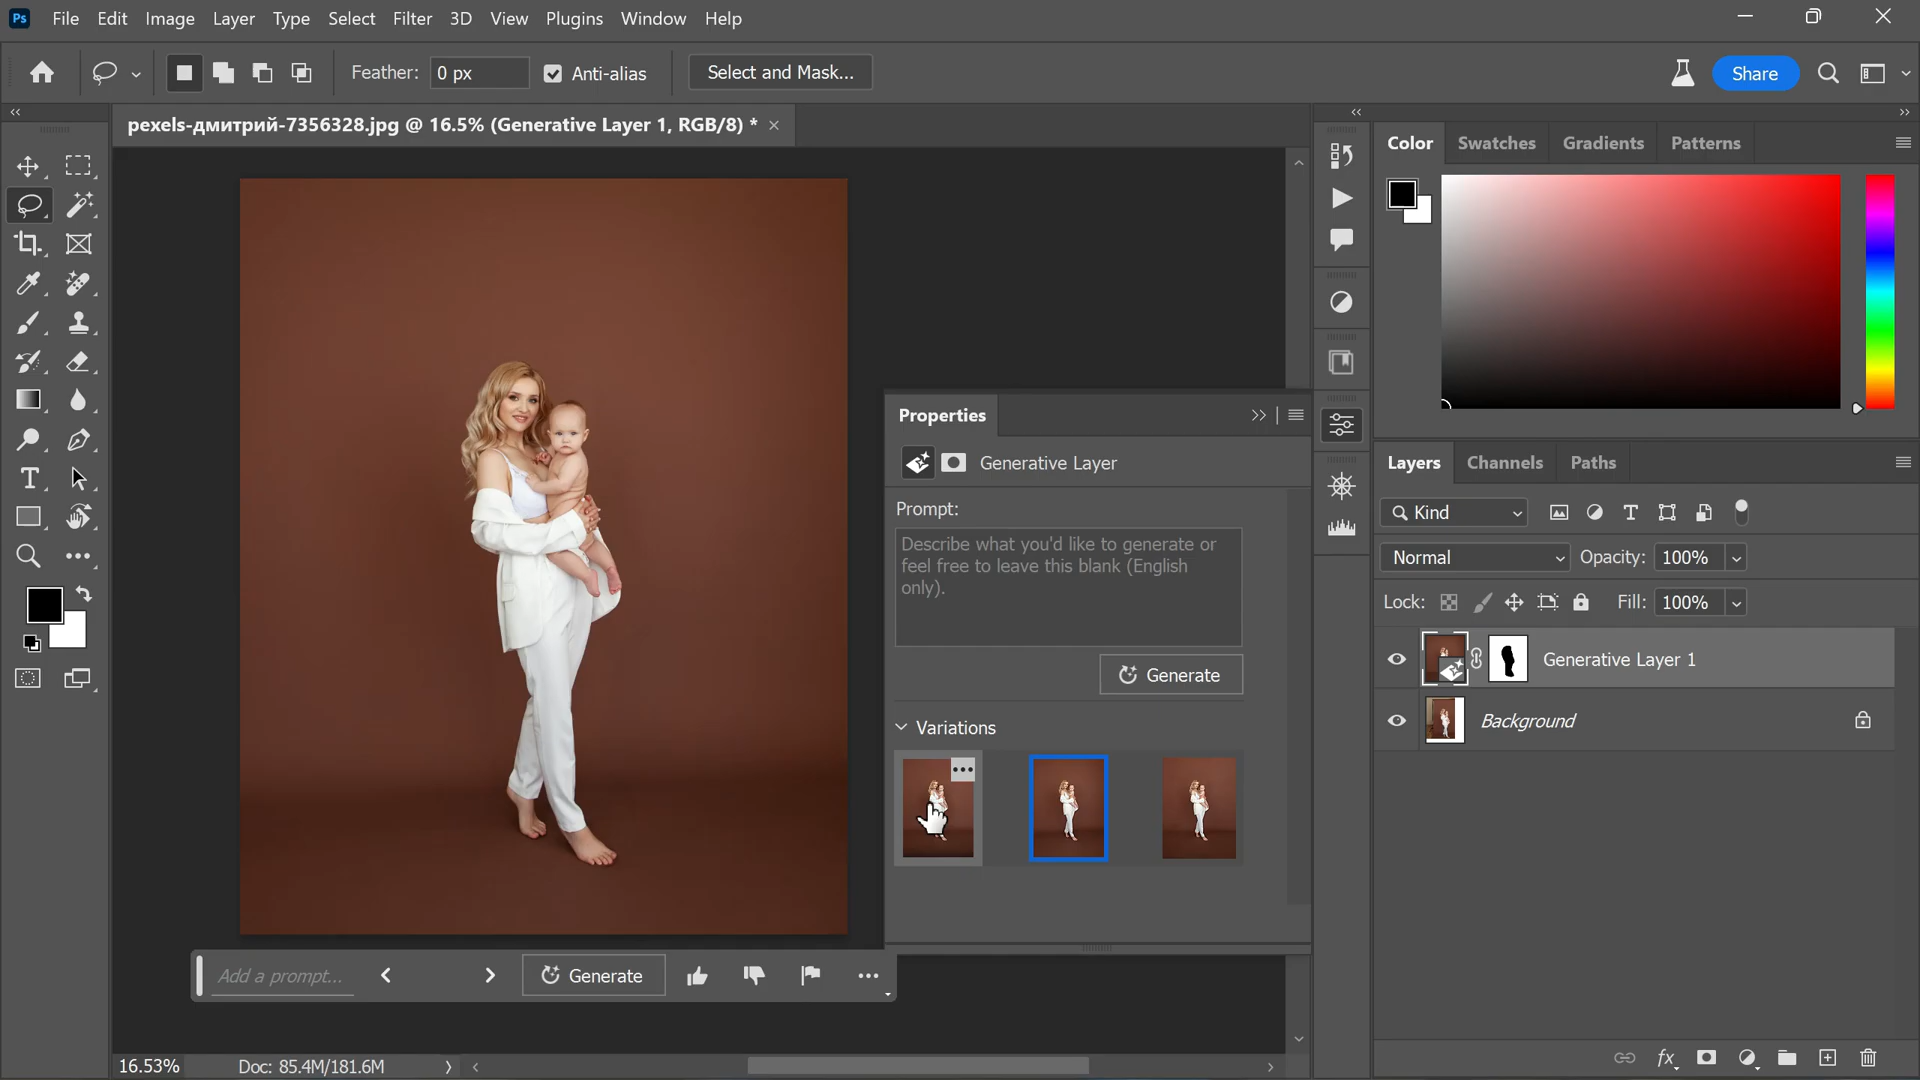 Ps File Edit Image Layer Type Select Filter 3D View Plugins Window Help
Feather: 0 px Anti-alias Select and Mask... Share
pexels-дмитрий-7356328.jpg @ 16.5% (Generative Layer 1, RGB/8) *
Color Swatches Gradients Patterns
Properties
Generative Layer
Prompt:
Describe what you'd like to generate or
feel free to leave this blank (English
only).
Generate
Variations
Layers Channels Paths
Kind
Normal Opacity: 100%
Lock: Fill: 100%
Generative Layer 1
Background
Add a prompt... Generate
16.53% Doc: 85.4M/181.6M
fx